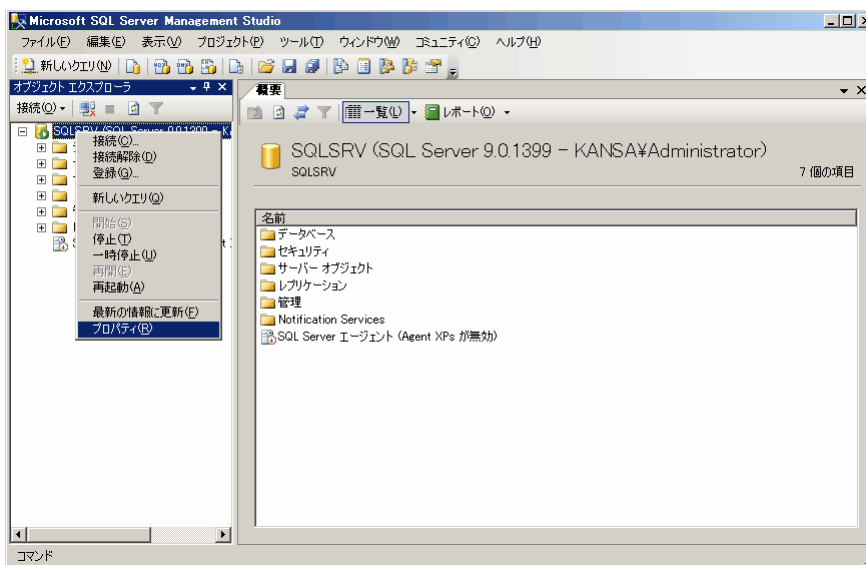 Microsoft SQL Server Management Studio
ファイル(F) 編集(E) 表示(V) プロジェクト(P) ツール(T) ウィンドウ(W) コミュニティ(C) ヘルプ(H)
新しいクエリ(N)
オブジェクト エクスプローラ
接続(O)
SQLSRV (SQL Server 9.0.1399 - K
接続(C)...
接続解除(D)
登録(G)...
新しいクエリ(Q)
開始(S)
停止(T)
一時停止(U)
再開(E)
再起動(A)
最新の情報に更新(F)
プロパティ(R)
概要
一覧(L) レポート(O)
SQLSRV (SQL Server 9.0.1399 - KANSA¥Administrator)
SQLSRV
7 個の項目
名前
データベース
セキュリティ
サーバー オブジェクト
レプリケーション
管理
Notification Services
SQL Server エージェント (Agent XPs が無効)
コマンド